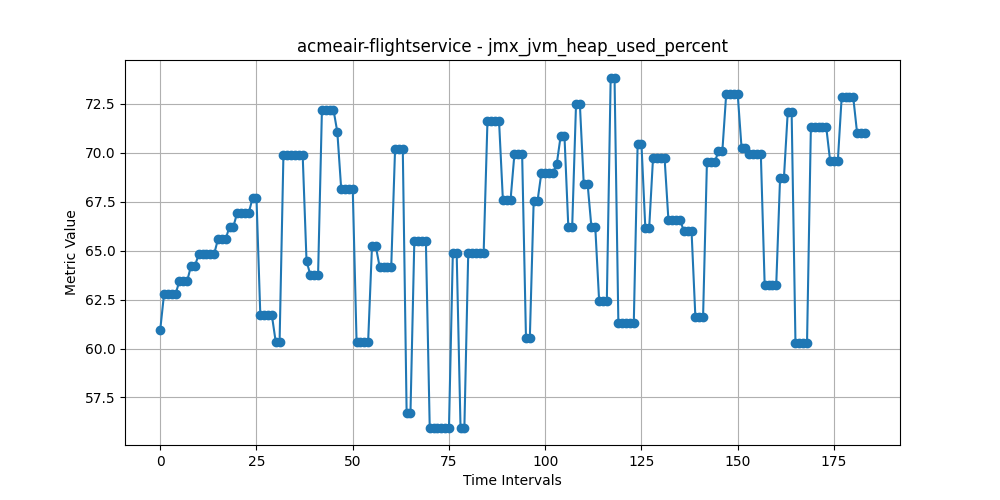 acmeair-flightservice - jmx_jvm_heap_used_percent
Metric Value
72.5
70.0
67.5
65.0
62.5
60.0
57.5
0 25 50 75 100 125 150 175
Time Intervals